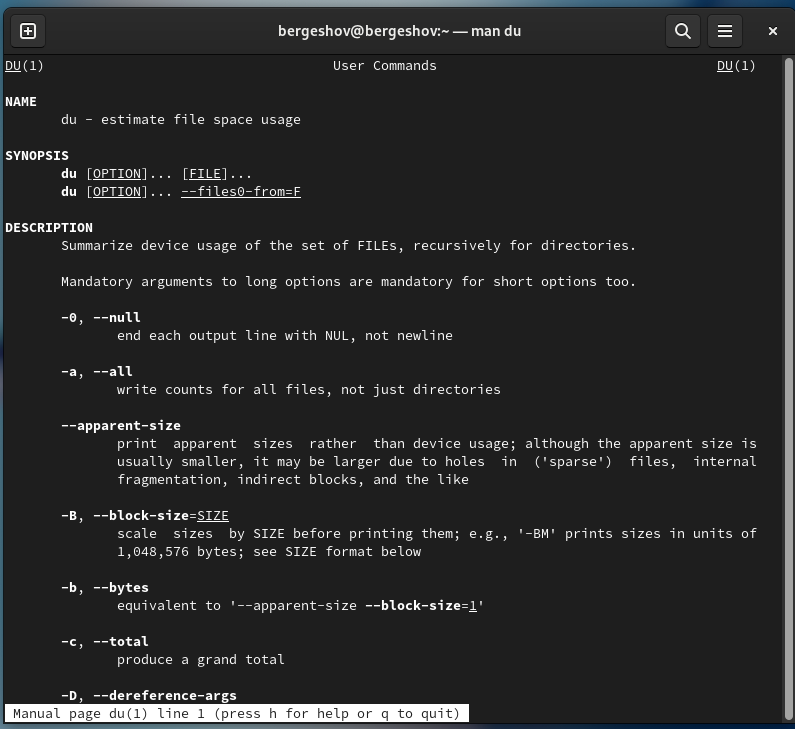 bergeshov@bergeshov:~ — man du
DU(1) User Commands DU(1)
NAME
du - estimate file space usage
SYNOPSIS
du [OPTION]... [FILE]...
du [OPTION]... --files0-from=F
DESCRIPTION
Summarize device usage of the set of FILEs, recursively for directories.
Mandatory arguments to long options are mandatory for short options too.
-0, --null
end each output line with NUL, not newline
-a, --all
write counts for all files, not just directories
--apparent-size
print apparent sizes rather than device usage; although the apparent size is
usually smaller, it may be larger due to holes in ('sparse') files, internal
fragmentation, indirect blocks, and the like
-B, --block-size=SIZE
scale sizes by SIZE before printing them; e.g., '-BM' prints sizes in units of
1,048,576 bytes; see SIZE format below
-b, --bytes
equivalent to '--apparent-size --block-size=1'
-c, --total
produce a grand total
-D, --dereference-args
Manual page du(1) line 1 (press h for help or q to quit)